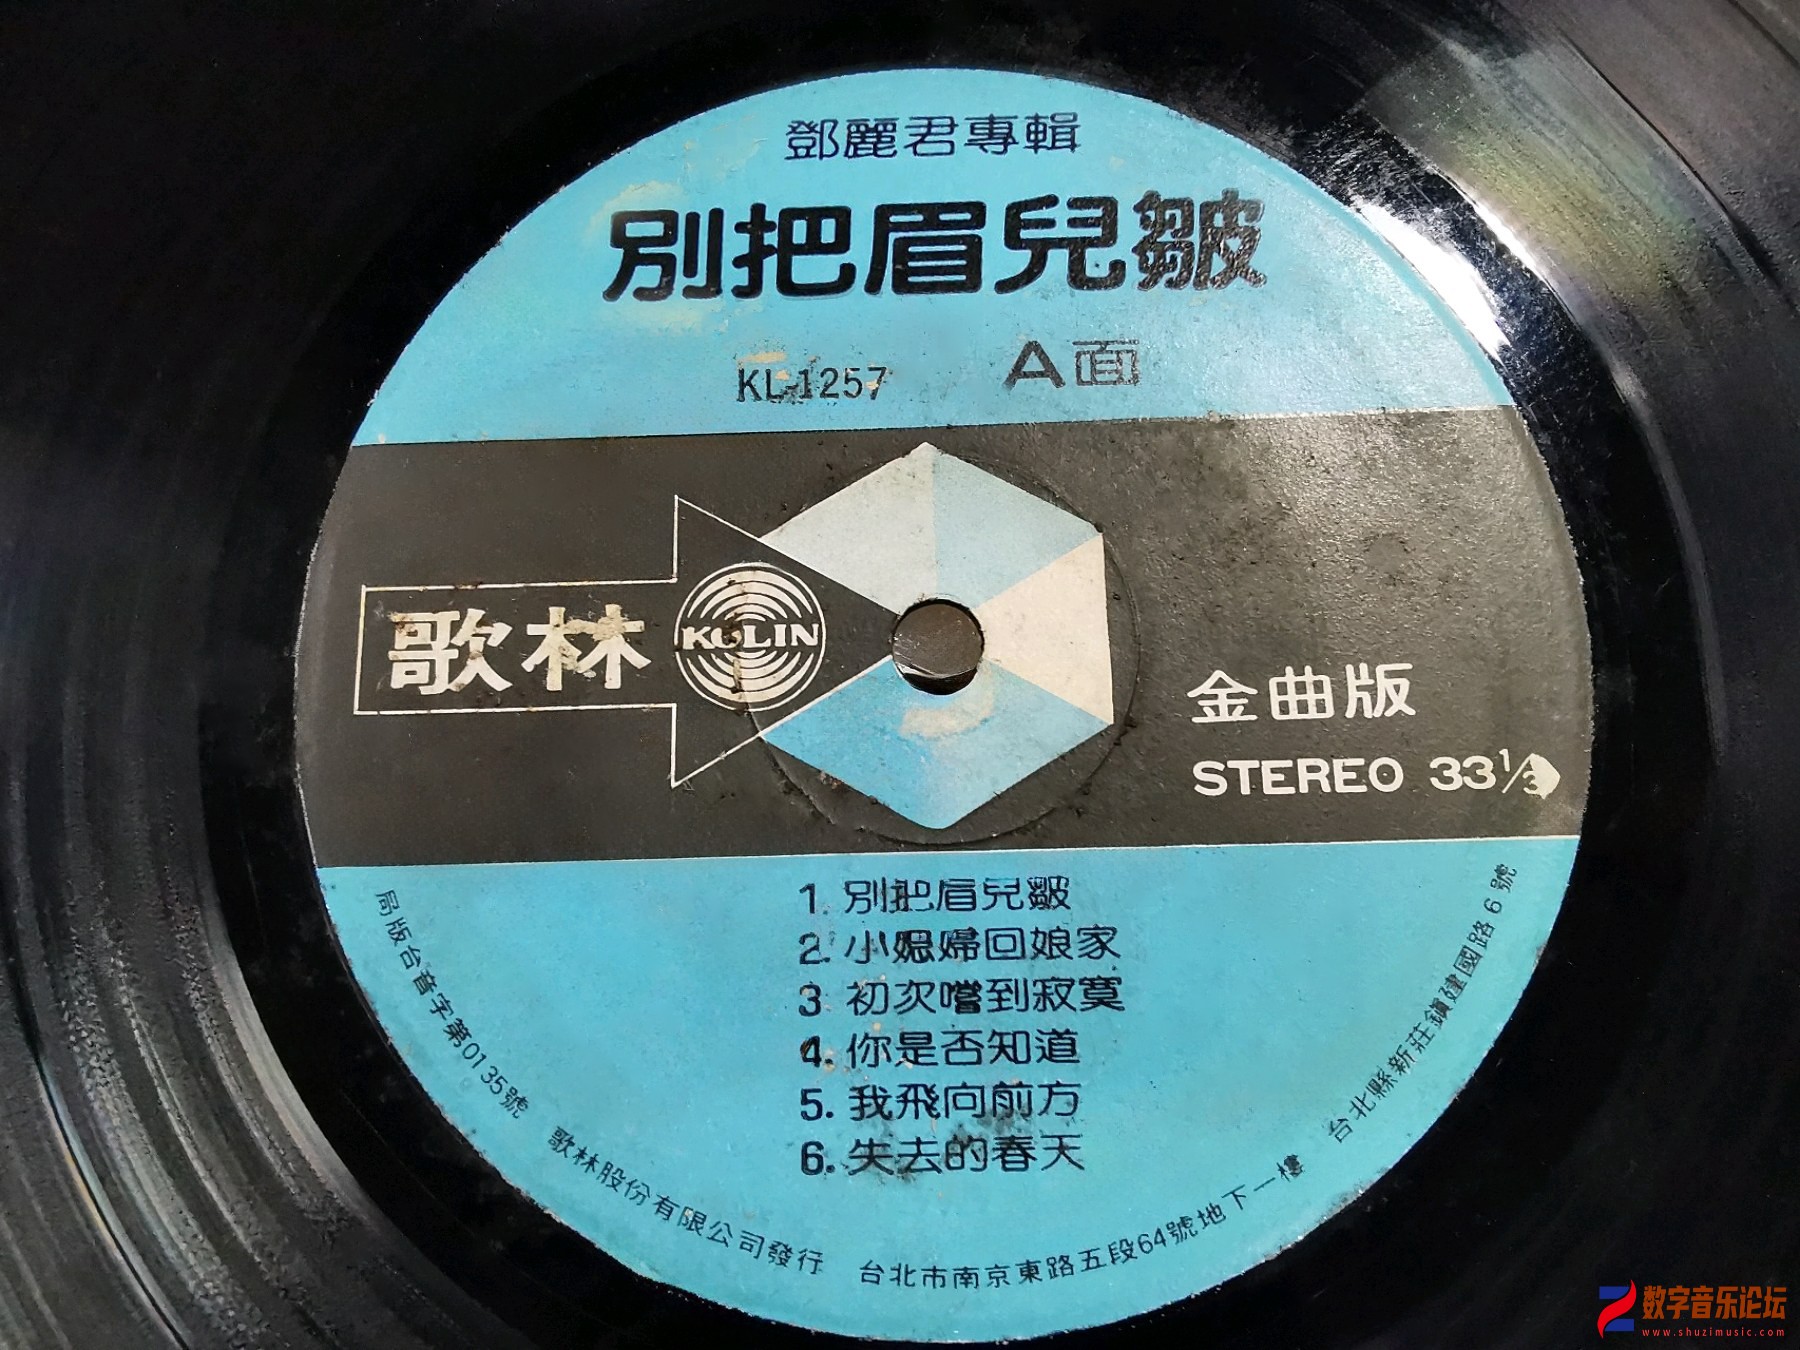 鄧麗君專輯
別把眉兒皺
KL-1257
A面
歌林
KOLIN
金曲版
STEREO 33 1/3
1. 別把眉兒皺
2. 小媳婦回娘家
3. 初次嚐到寂寞
4. 你是否知道
5. 我飛向前方
6. 失去的春天
局版台音字第0135號
歌林股份有限公司發行
台北市南京東路五段64號地下一樓
台北縣新莊鎮建國路6號
数字音乐论坛
www.shuzimusic.com